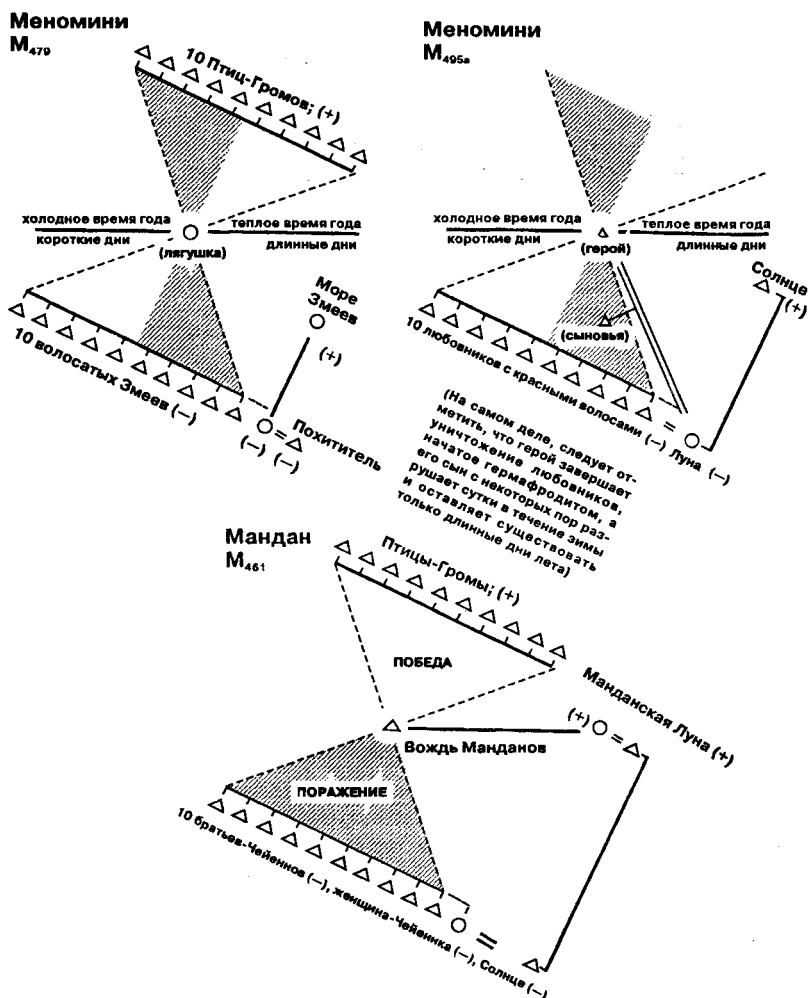 Меномини
М479
10 Птиц-Громов; (+)
холодное время года
короткие дни
теплое время года
длинные дни
(лягушка)
Море
Змеев
(+)
10 волосатых Змеев (—)
(—) (—)
Похититель
Меномини
М495а
холодное время года
короткие дни
теплое время года
длинные дни
(герой)
Солнце
(+)
(сыновья)
10 любовников с красными волосами (—) Луна (—)
(На самом деле, следует от-
метить, что герой завершает
уничтожение любовников,
начатое гермафродитом, а
его сын с некоторых пор раз-
рушает сутки в течение зимы
и оставляет существовать
только длинные дни лета)
Мандан
М461
Птицы-Громы; (+)
ПОБЕДА
(+)
Манданская Луна (+)
Вождь Манданов
ПОРАЖЕНИЕ
10 братьев-Чейеннов (—), женщина-Чейенка (—), Солнце (—)